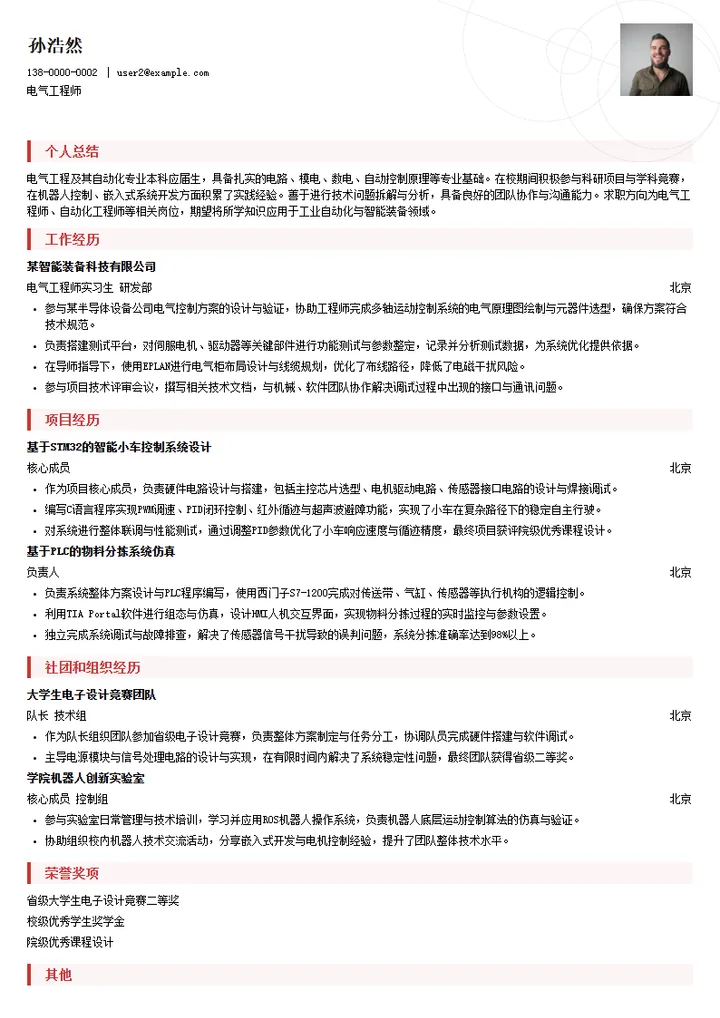 孙浩然
138-0000-0002 | user2@example.com
电气工程师
个人总结
电气工程及其自动化专业本科应届生，具备扎实的电路、模电、数电、自动控制原理等专业基础。在校期间积极参与科研项目与学科竞赛，
在机器人控制、嵌入式系统开发方面积累了实践经验。善于进行技术问题拆解与分析，具备良好的团队协作与沟通能力。求职方向为电气工
程师、自动化工程师等相关岗位，期望将所学知识应用于工业自动化与智能装备领域。
工作经历
某智能装备科技有限公司
电气工程师实习生 研发部 北京
• 参与某半导体设备公司电气控制方案的设计与验证，协助工程师完成多轴运动控制系统的电气原理图绘制与元器件选型，确保方案符合
技术规范。
• 负责搭建测试平台，对伺服电机、驱动器等关键部件进行功能测试与参数整定，记录并分析测试数据，为系统优化提供依据。
• 在导师指导下，使用EPLAN进行电气柜布局设计与线缆规划，优化了布线路径，降低了电磁干扰风险。
• 参与项目技术评审会议，撰写相关技术文档，与机械、软件团队协作解决调试过程中出现的接口与通讯问题。
项目经历
基于STM32的智能小车控制系统设计
核心成员 北京
• 作为项目核心成员，负责硬件电路设计与搭建，包括主控芯片选型、电机驱动电路、传感器接口电路的设计与焊接调试。
• 编写C语言程序实现PWM调速、PID闭环控制、红外循迹与超声波避障功能，实现了小车在复杂路径下的稳定自主行驶。
• 对系统进行整体联调与性能测试，通过调整PID参数优化了小车响应速度与循迹精度，最终项目获评院级优秀课程设计。
基于PLC的物料分拣系统仿真
负责人 北京
• 负责系统整体方案设计与PLC程序编写，使用西门子S7-1200完成对传送带、气缸、传感器等执行机构的逻辑控制。
• 利用TIA Portal软件进行组态与仿真，设计HMI人机交互界面，实现物料分拣过程的实时监控与参数设置。
• 独立完成系统调试与故障排查，解决了传感器信号干扰导致的误判问题，系统分拣准确率达到98%以上。
社团和组织经历
大学生电子设计竞赛团队
队长 技术组 北京
• 作为队长组织团队参加省级电子设计竞赛，负责整体方案制定与任务分工，协调队员完成硬件搭建与软件调试。
• 主导电源模块与信号处理电路的设计与实现，在有限时间内解决了系统稳定性问题，最终团队获得省级二等奖。
学院机器人创新实验室
核心成员 控制组 北京
• 参与实验室日常管理与技术培训，学习并应用ROS机器人操作系统，负责机器人底层运动控制算法的仿真与验证。
• 协助组织校内机器人技术交流活动，分享嵌入式开发与电机控制经验，提升了团队整体技术水平。
荣誉奖项
省级大学生电子设计竞赛二等奖
校级优秀学生奖学金
院级优秀课程设计
其他